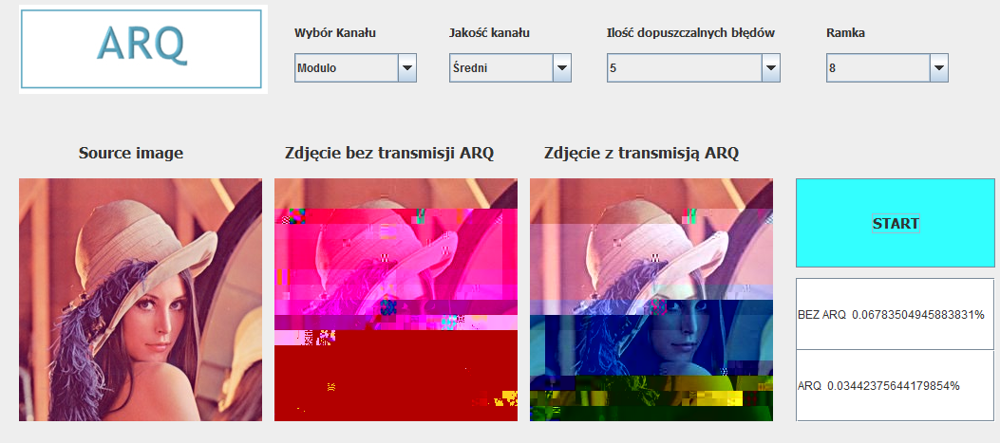 ARQ
Wybór Kanału
Jakość kanału
Ilość dopuszczalnych błędów
Ramka
Modulo
Średni
5
8
Source image
Zdjęcie bez transmisji ARQ
Zdjęcie z transmisją ARQ
START
BEZ ARQ 0.06783504945883831%
ARQ 0.03442375644179854%